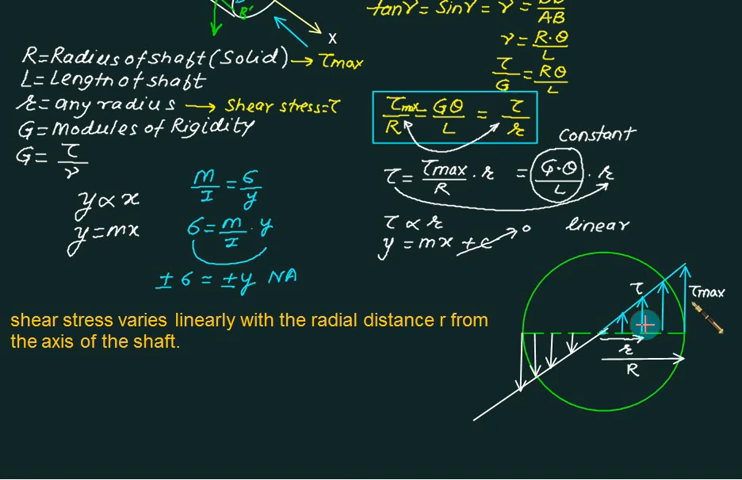 tanγ = Sinγ = γ =
AB
γ = R·θ
L
τ = Rθ
G L
R'
x
R = Radius of shaft (Solid) → τmax
L = Length of shaft
r = any radius → Shear stress = τ
G = Modules of Rigidity
G = τ
γ
τmax = Gθ = τ
R L r
Constant
τ = τmax · r = G·θ · r
R L
y ∝ x
y = mx
M = σ
I y
σ = M · y
I
± σ = ± y NA
τ ∝ r
y = mx + c → 0
linear
shear stress varies linearly with the radial distance r from
the axis of the shaft.
τ
τmax
r
R